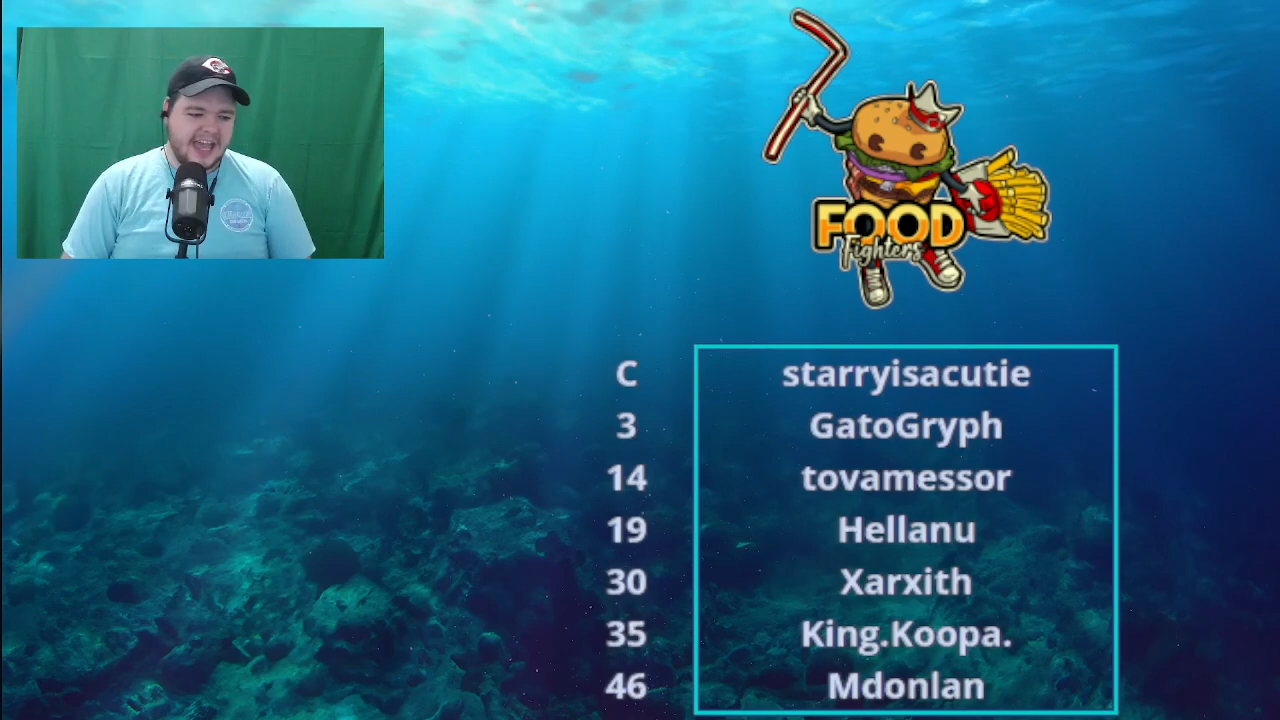 FOOD
Fighters
C starryisacutie
3 GatoGryph
14 tovamessor
19 Hellanu
30 Xarxith
35 King.Koopa.
46 Mdonlan